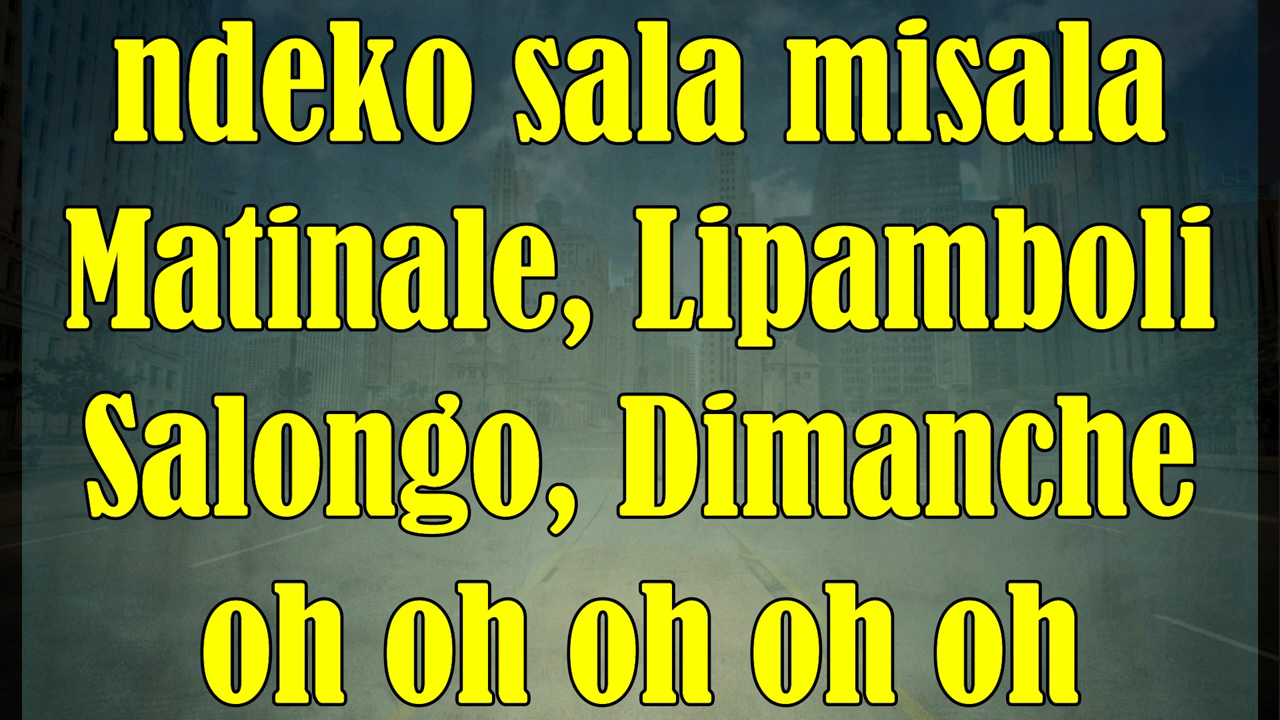 ndeko sala misala
Matinale, Lipamboli
Salongo, Dimanche
oh oh oh oh oh